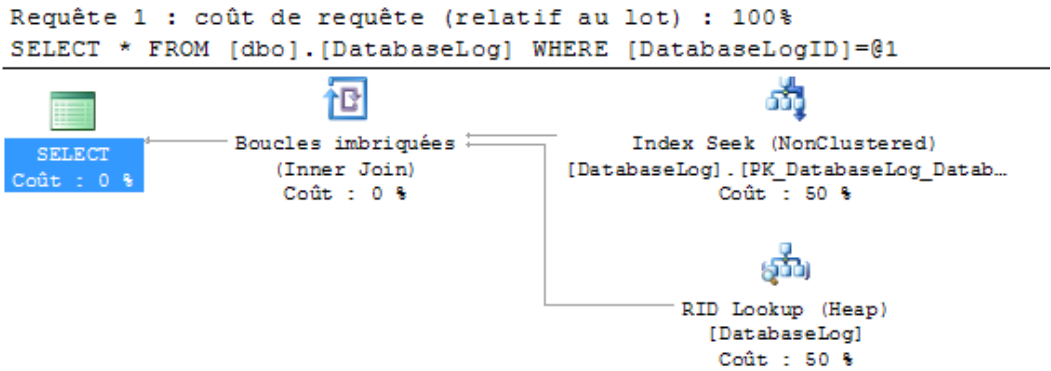 Requête 1 : coût de requête (relatif au lot) : 100%
SELECT * FROM [dbo].[DatabaseLog] WHERE [DatabaseLogID]=@1
SELECT
Coût : 0 %
Boucles imbriquées
(Inner Join)
Coût : 0 %
Index Seek (NonClustered)
[DatabaseLog].[PK_DatabaseLog_Datab…
Coût : 50 %
RID Lookup (Heap)
[DatabaseLog]
Coût : 50 %